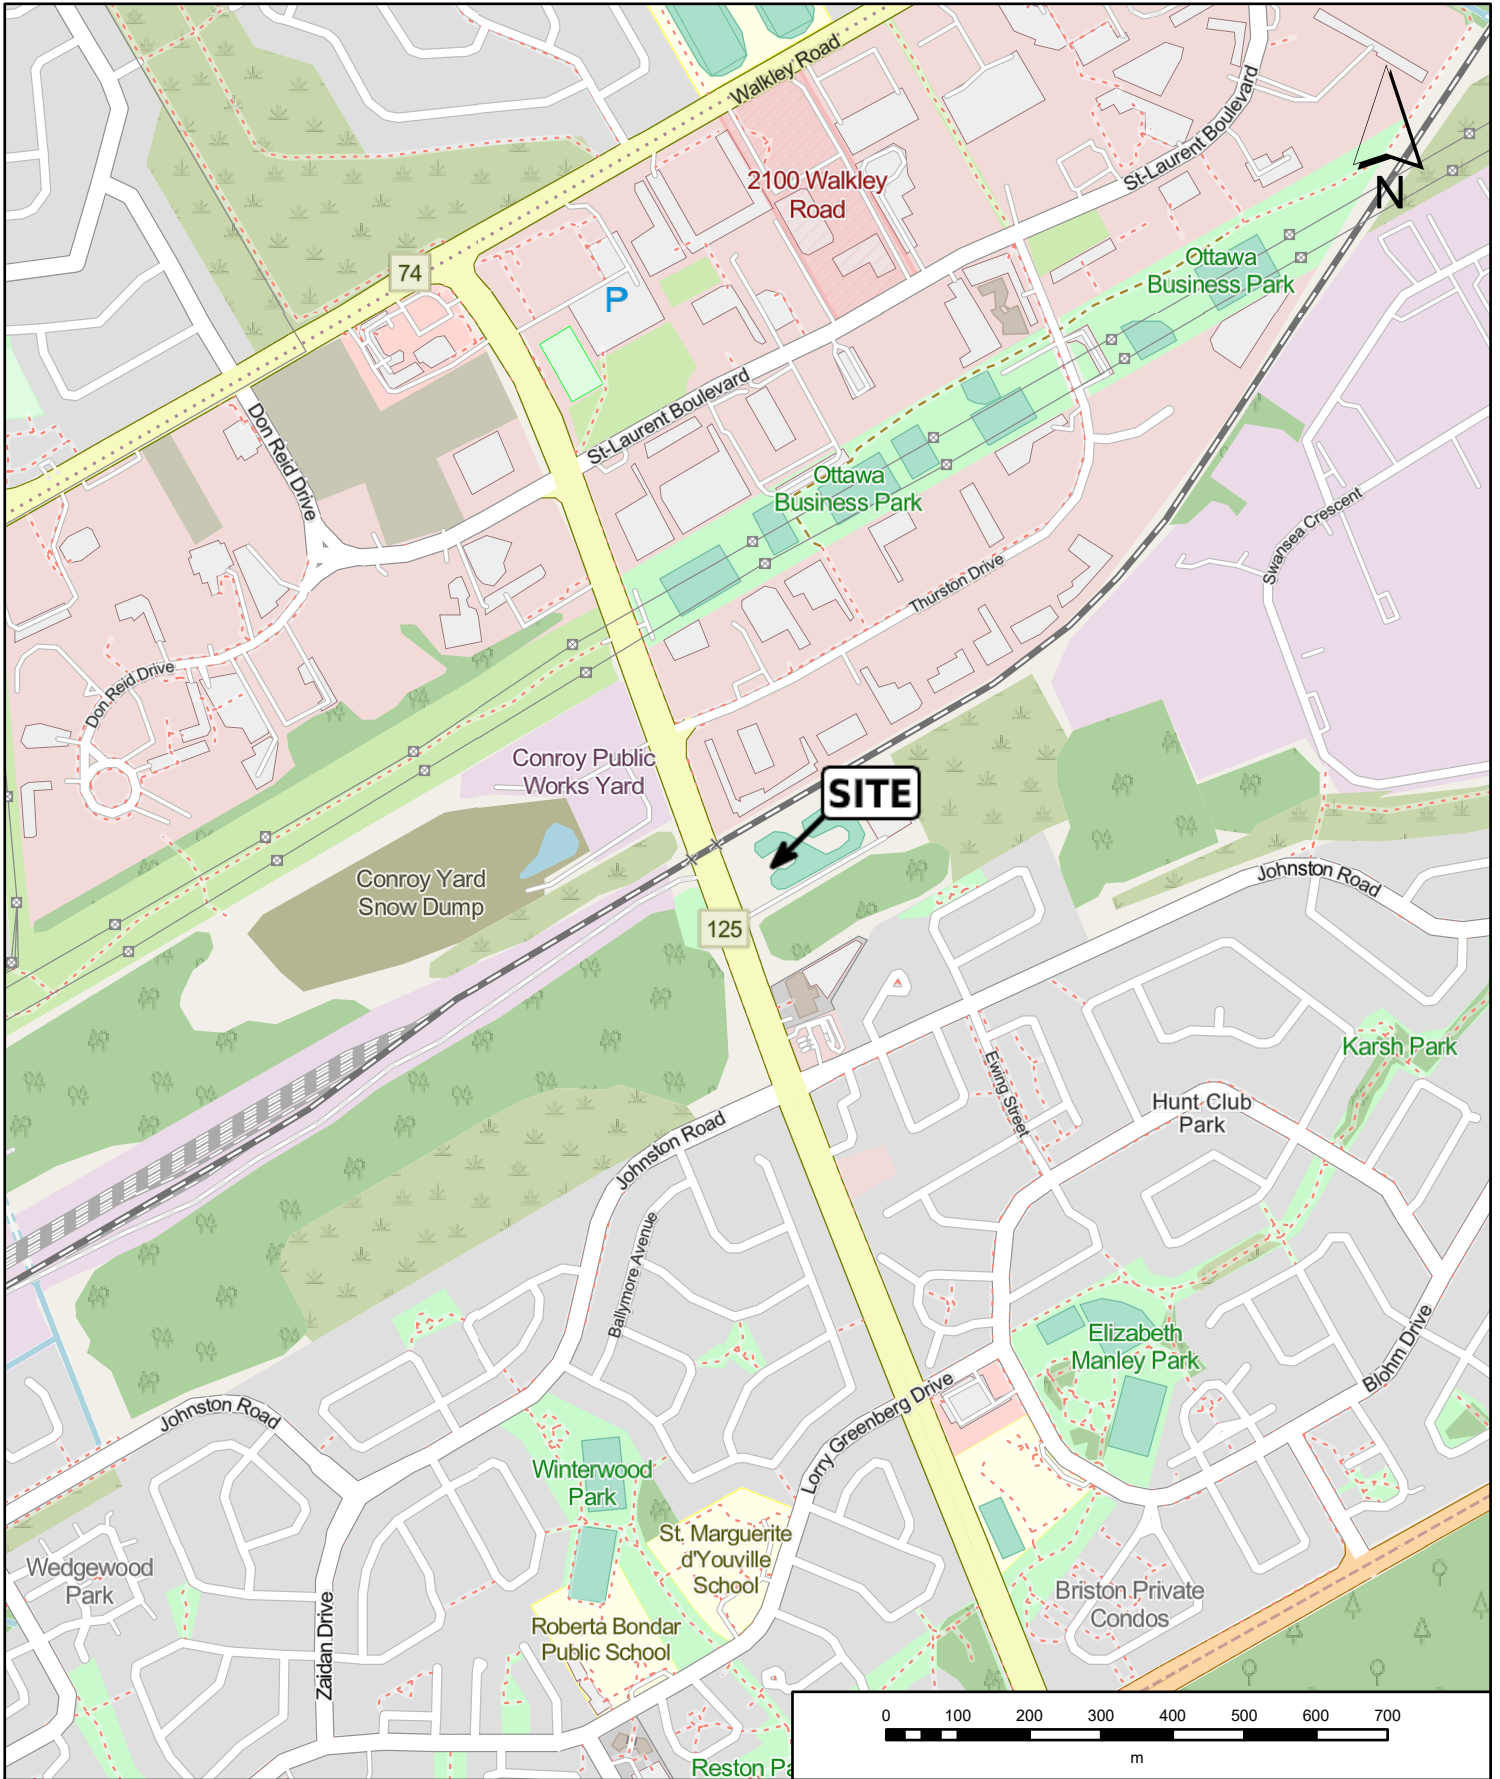 Walkley Road
St-Laurent Boulevard
2100 Walkley
Road
N
74
P
Ottawa
Business Park
St-Laurent Boulevard
Don Reid Drive
Ottawa
Business Park
Swansea Crescent
Thurston Drive
Don Reid Drive
Conroy Public
Works Yard
SITE
Conroy Yard
Snow Dump
Johnston Road
125
Karsh Park
Ewing Street
Hunt Club
Park
Johnston Road
Ballymore Avenue
Elizabeth
Manley Park
Blohm Drive
Johnston Road
Lorry Greenberg Drive
Winterwood
Park
St. Marguerite
d'Youville
School
Wedgewood
Park
Briston Private
Condos
Zaidan Drive
Roberta Bondar
Public School
Reston Pa
0 100 200 300 400 500 600 700
m